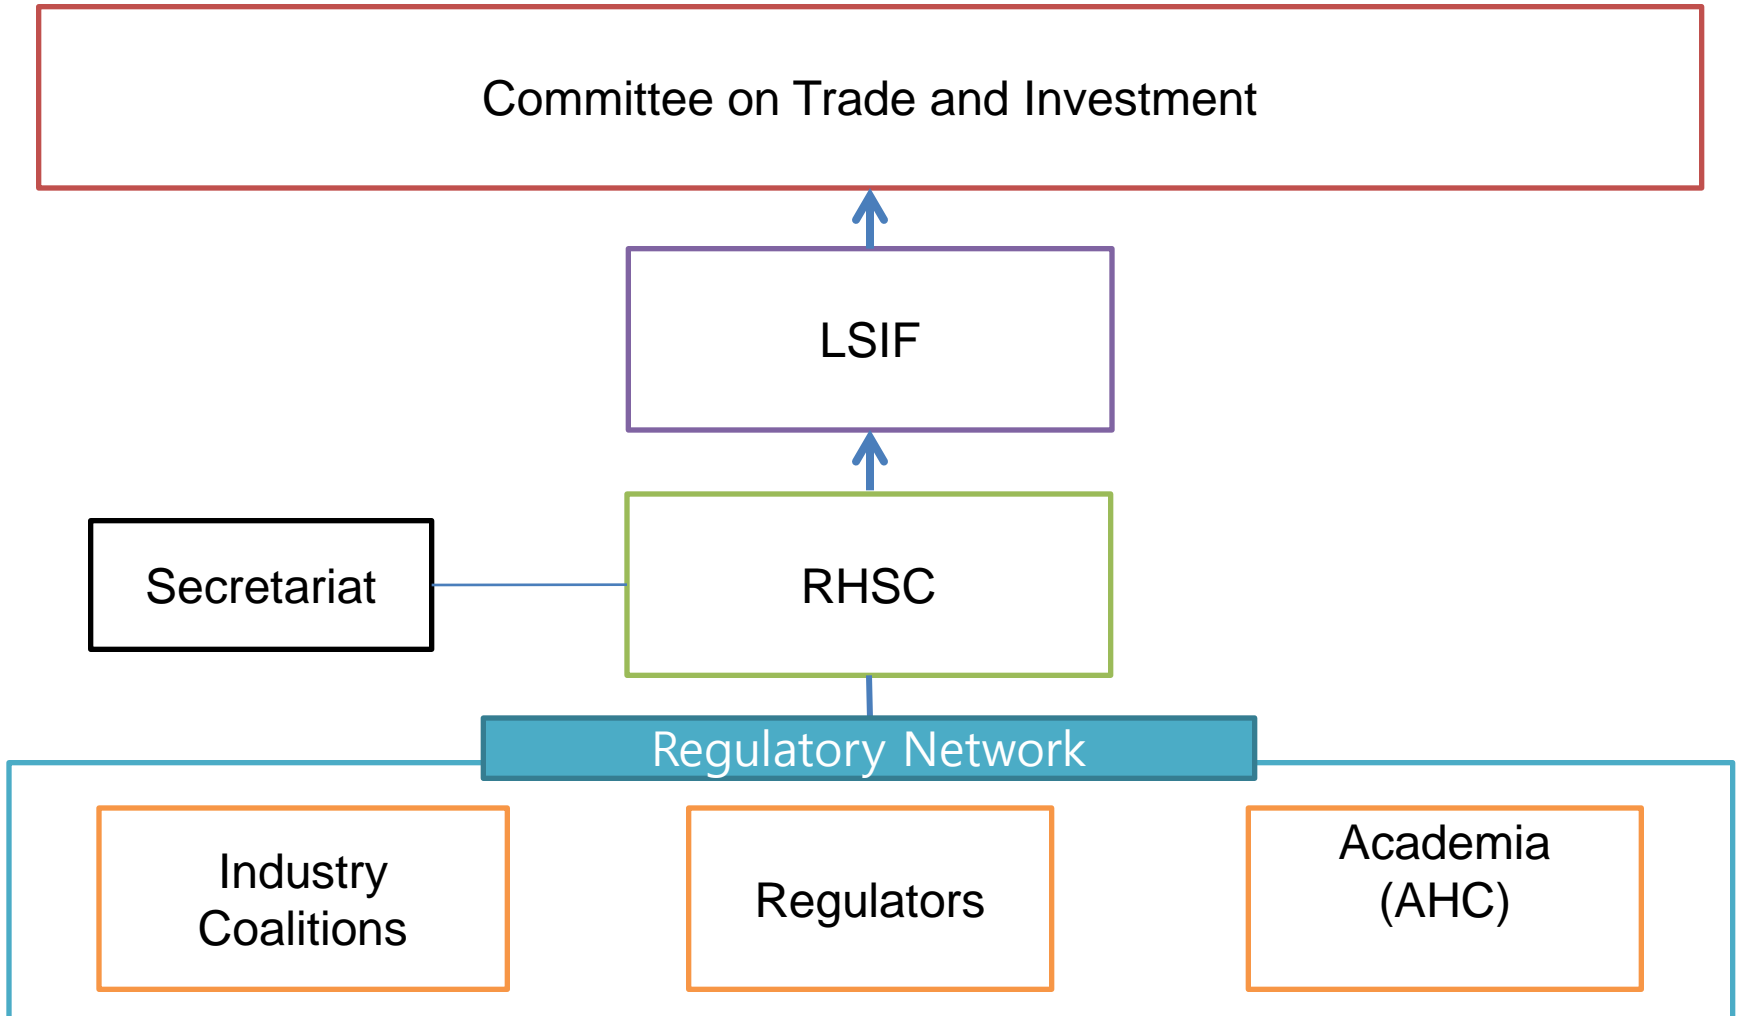 Committee on Trade and Investment
LSIF
Secretariat
RHSC
Regulatory Network
Industry
Coalitions
Regulators
Academia
(AHC)